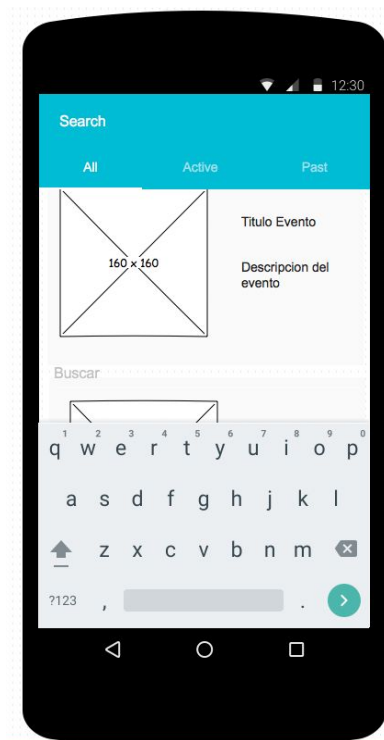 12:30
Search
All Active Past
Titulo Evento
160 x 160
Descripcion del
evento
Buscar
1 2 3 4 5 6 7 8 9 0
q w e r t y u i o p
a s d f g h j k l
z x c v b n m
?123 , .